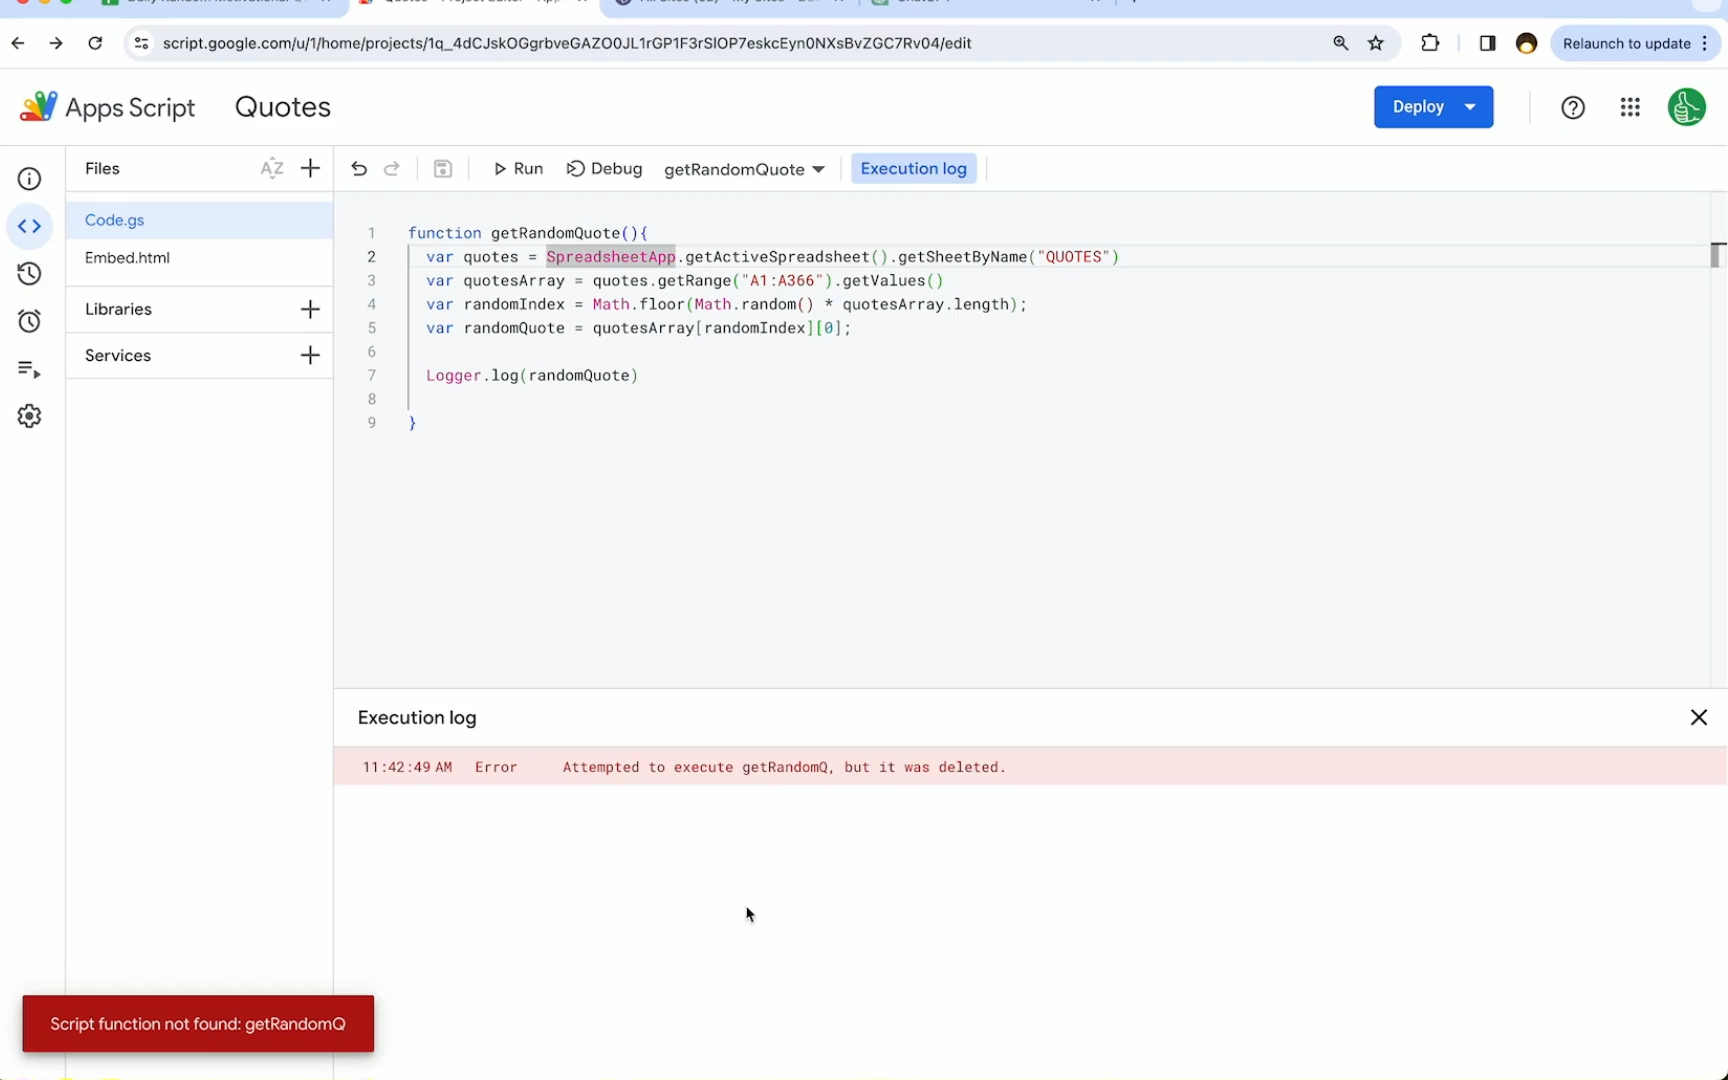 script.google.com/u/1/home/projects/1q_4dCJskOGgrbveGAZO0JL1rGP1F3rSIOP7eskcEyn0NXsBvZGC7Rv04/edit
Relaunch to update
Apps Script
Quotes
Deploy
Files
AZ
Run
Debug
getRandomQuote
Execution log
Code.gs
Embed.html
Libraries
Services
1 function getRandomQuote(){
2 var quotes = SpreadsheetApp.getActiveSpreadsheet().getSheetByName("QUOTES")
3 var quotesArray = quotes.getRange("A1:A366").getValues()
4 var randomIndex = Math.floor(Math.random() * quotesArray.length);
5 var randomQuote = quotesArray[randomIndex][0];
6
7 Logger.log(randomQuote)
8
9 }
Execution log
11:42:49 AM Error Attempted to execute getRandomQ, but it was deleted.
Script function not found: getRandomQ